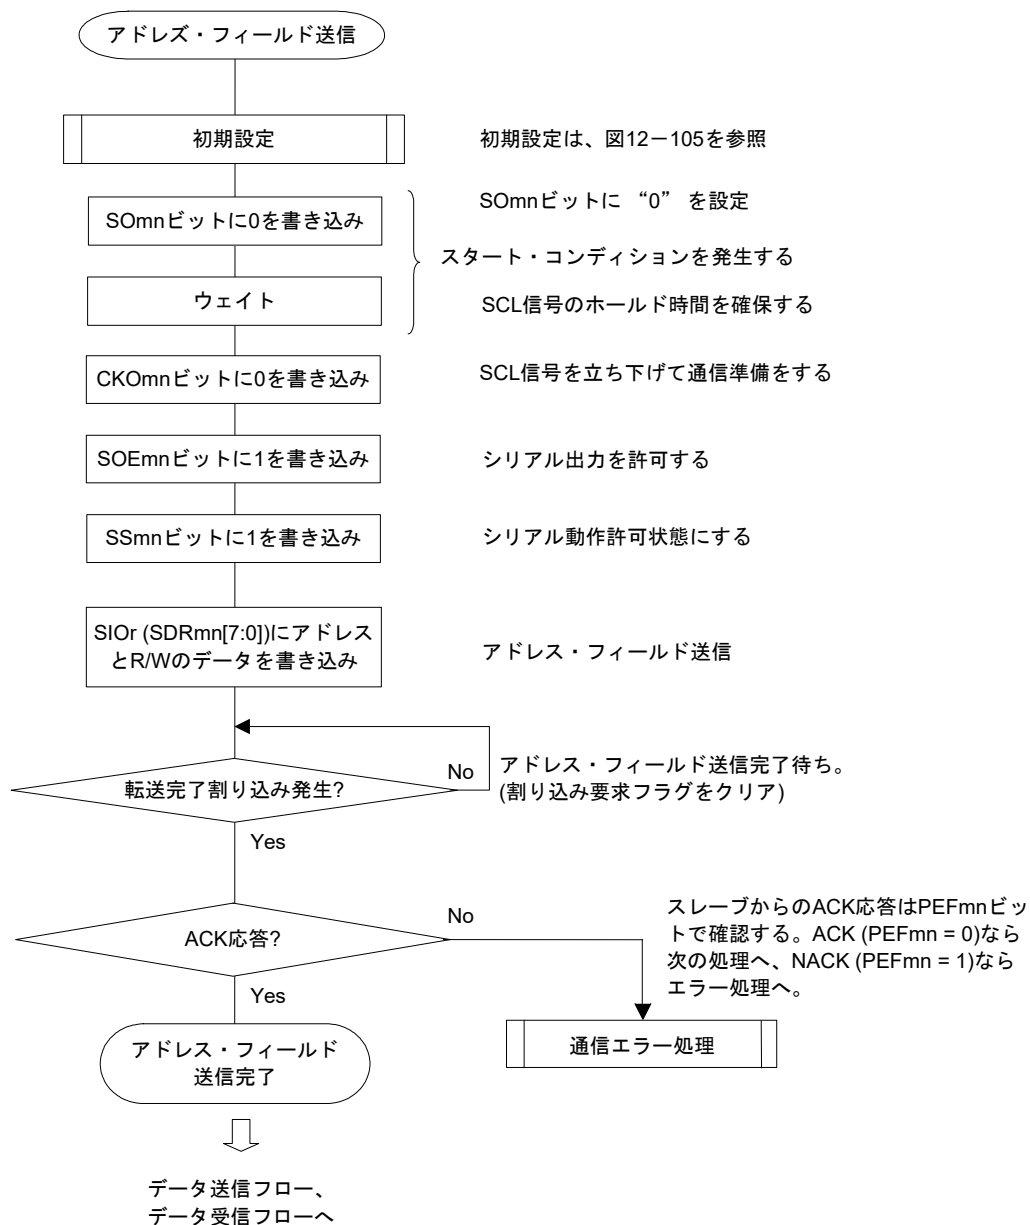 アドレズ・フィールド送信
初期設定
初期設定は、図12－105を参照
SOmnビットに0を書き込み
SOmnビットに “0” を設定
スタート・コンディションを発生する
ウェイト
SCL信号のホールド時間を確保する
CKOmnビットに0を書き込み
SCL信号を立ち下げて通信準備をする
SOEmnビットに1を書き込み
シリアル出力を許可する
SSmnビットに1を書き込み
シリアル動作許可状態にする
SIOr (SDRmn[7:0])にアドレス
とR/Wのデータを書き込み
アドレス・フィールド送信
転送完了割り込み発生?
No
アドレス・フィールド送信完了待ち。
(割り込み要求フラグをクリア)
Yes
ACK応答?
No
スレーブからのACK応答はPEFmnビッ
トで確認する。ACK (PEFmn = 0)なら
次の処理へ、NACK (PEFmn = 1)なら
エラー処理へ。
Yes
通信エラー処理
アドレス・フィールド
送信完了
データ送信フロー、
データ受信フローへ